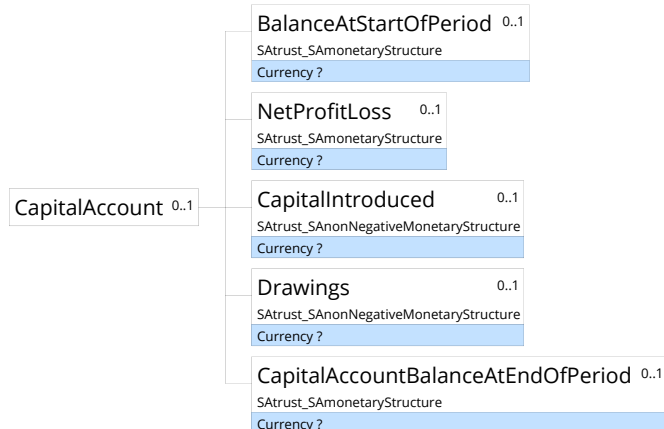 BalanceAtStartOfPeriod 0..1
SAtrust_SAmonetaryStructure
Currency ?
NetProfitLoss 0..1
SAtrust_SAmonetaryStructure
Currency ?
CapitalAccount 0..1
CapitalIntroduced 0..1
SAtrust_SAnonNegativeMonetaryStructure
Currency ?
Drawings 0..1
SAtrust_SAnonNegativeMonetaryStructure
Currency ?
CapitalAccountBalanceAtEndOfPeriod 0..1
SAtrust_SAmonetaryStructure
Currency ?